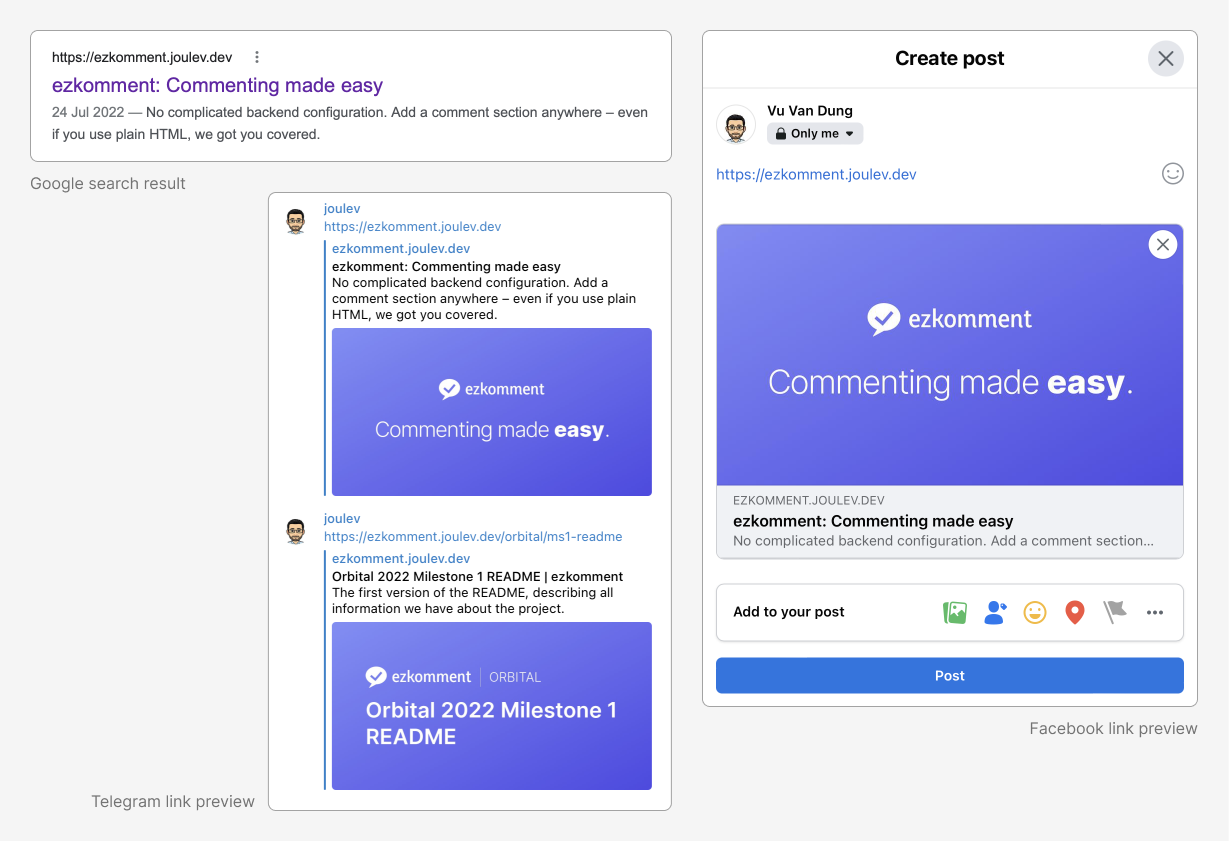 https://ezkomment.joulev.dev
ezkomment: Commenting made easy
24 Jul 2022 — No complicated backend configuration. Add a comment section anywhere – even
if you use plain HTML, we got you covered.
Google search result
joulev
https://ezkomment.joulev.dev
ezkomment.joulev.dev
ezkomment: Commenting made easy
No complicated backend configuration. Add a
comment section anywhere – even if you use plain
HTML, we got you covered.
ezkomment
Commenting made easy.
joulev
https://ezkomment.joulev.dev/orbital/ms1-readme
ezkomment.joulev.dev
Orbital 2022 Milestone 1 README | ezkomment
The first version of the README, describing all
information we have about the project.
ezkomment | ORBITAL
Orbital 2022 Milestone 1
README
Telegram link preview
Create post
Vu Van Dung
Only me
https://ezkomment.joulev.dev
ezkomment
Commenting made easy.
EZKOMMENT.JOULEV.DEV
ezkomment: Commenting made easy
No complicated backend configuration. Add a comment section...
Add to your post
Post
Facebook link preview